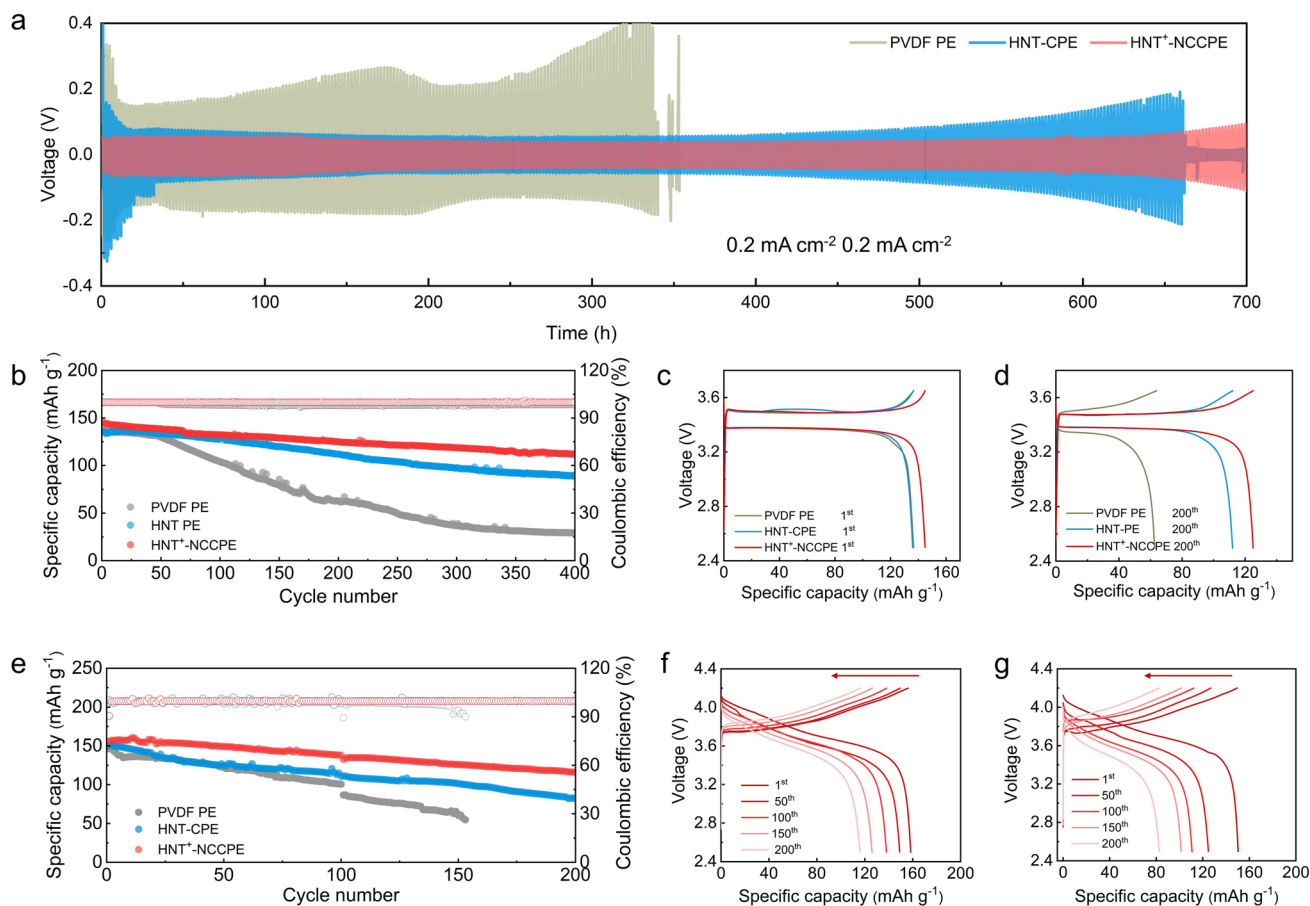 a
PVDF PE HNT-CPE HNT⁺-NCCPE
0.4
0.2
0.0
-0.2
-0.4
Voltage (V)
0.2 mA cm⁻² 0.2 mA cm⁻²
0 100 200 300 400 500 600 700
Time (h)
b
200
150
100
50
0
Specific capacity (mAh g⁻¹)
120
90
60
30
0
Coulombic efficiency (%)
PVDF PE
HNT PE
HNT⁺-NCCPE
0 50 100 150 200 250 300 350 400
Cycle number
c
3.6
3.2
2.8
2.4
Voltage (V)
PVDF PE 1ˢᵗ
HNT-CPE 1ˢᵗ
HNT⁺-NCCPE 1ˢᵗ
0 40 80 120 160
Specific capacity (mAh g⁻¹)
d
3.6
3.2
2.8
2.4
Voltage (V)
PVDF PE 200ᵗʰ
HNT-PE 200ᵗʰ
HNT⁺-NCCPE 200ᵗʰ
0 40 80 120
Specific capacity (mAh g⁻¹)
e
250
200
150
100
50
0
Specific capacity (mAh g⁻¹)
120
90
60
30
0
Coulombic efficiency (%)
PVDF PE
HNT-CPE
HNT⁺-NCCPE
0 50 100 150 200
Cycle number
f
4.4
4.0
3.6
3.2
2.8
2.4
Voltage (V)
1ˢᵗ
50ᵗʰ
100ᵗʰ
150ᵗʰ
200ᵗʰ
0 40 80 120 160 200
Specific capacity (mAh g⁻¹)
g
4.4
4.0
3.6
3.2
2.8
2.4
Voltage (V)
1ˢᵗ
50ᵗʰ
100ᵗʰ
150ᵗʰ
200ᵗʰ
0 40 80 120 160 200
Specific capacity (mAh g⁻¹)